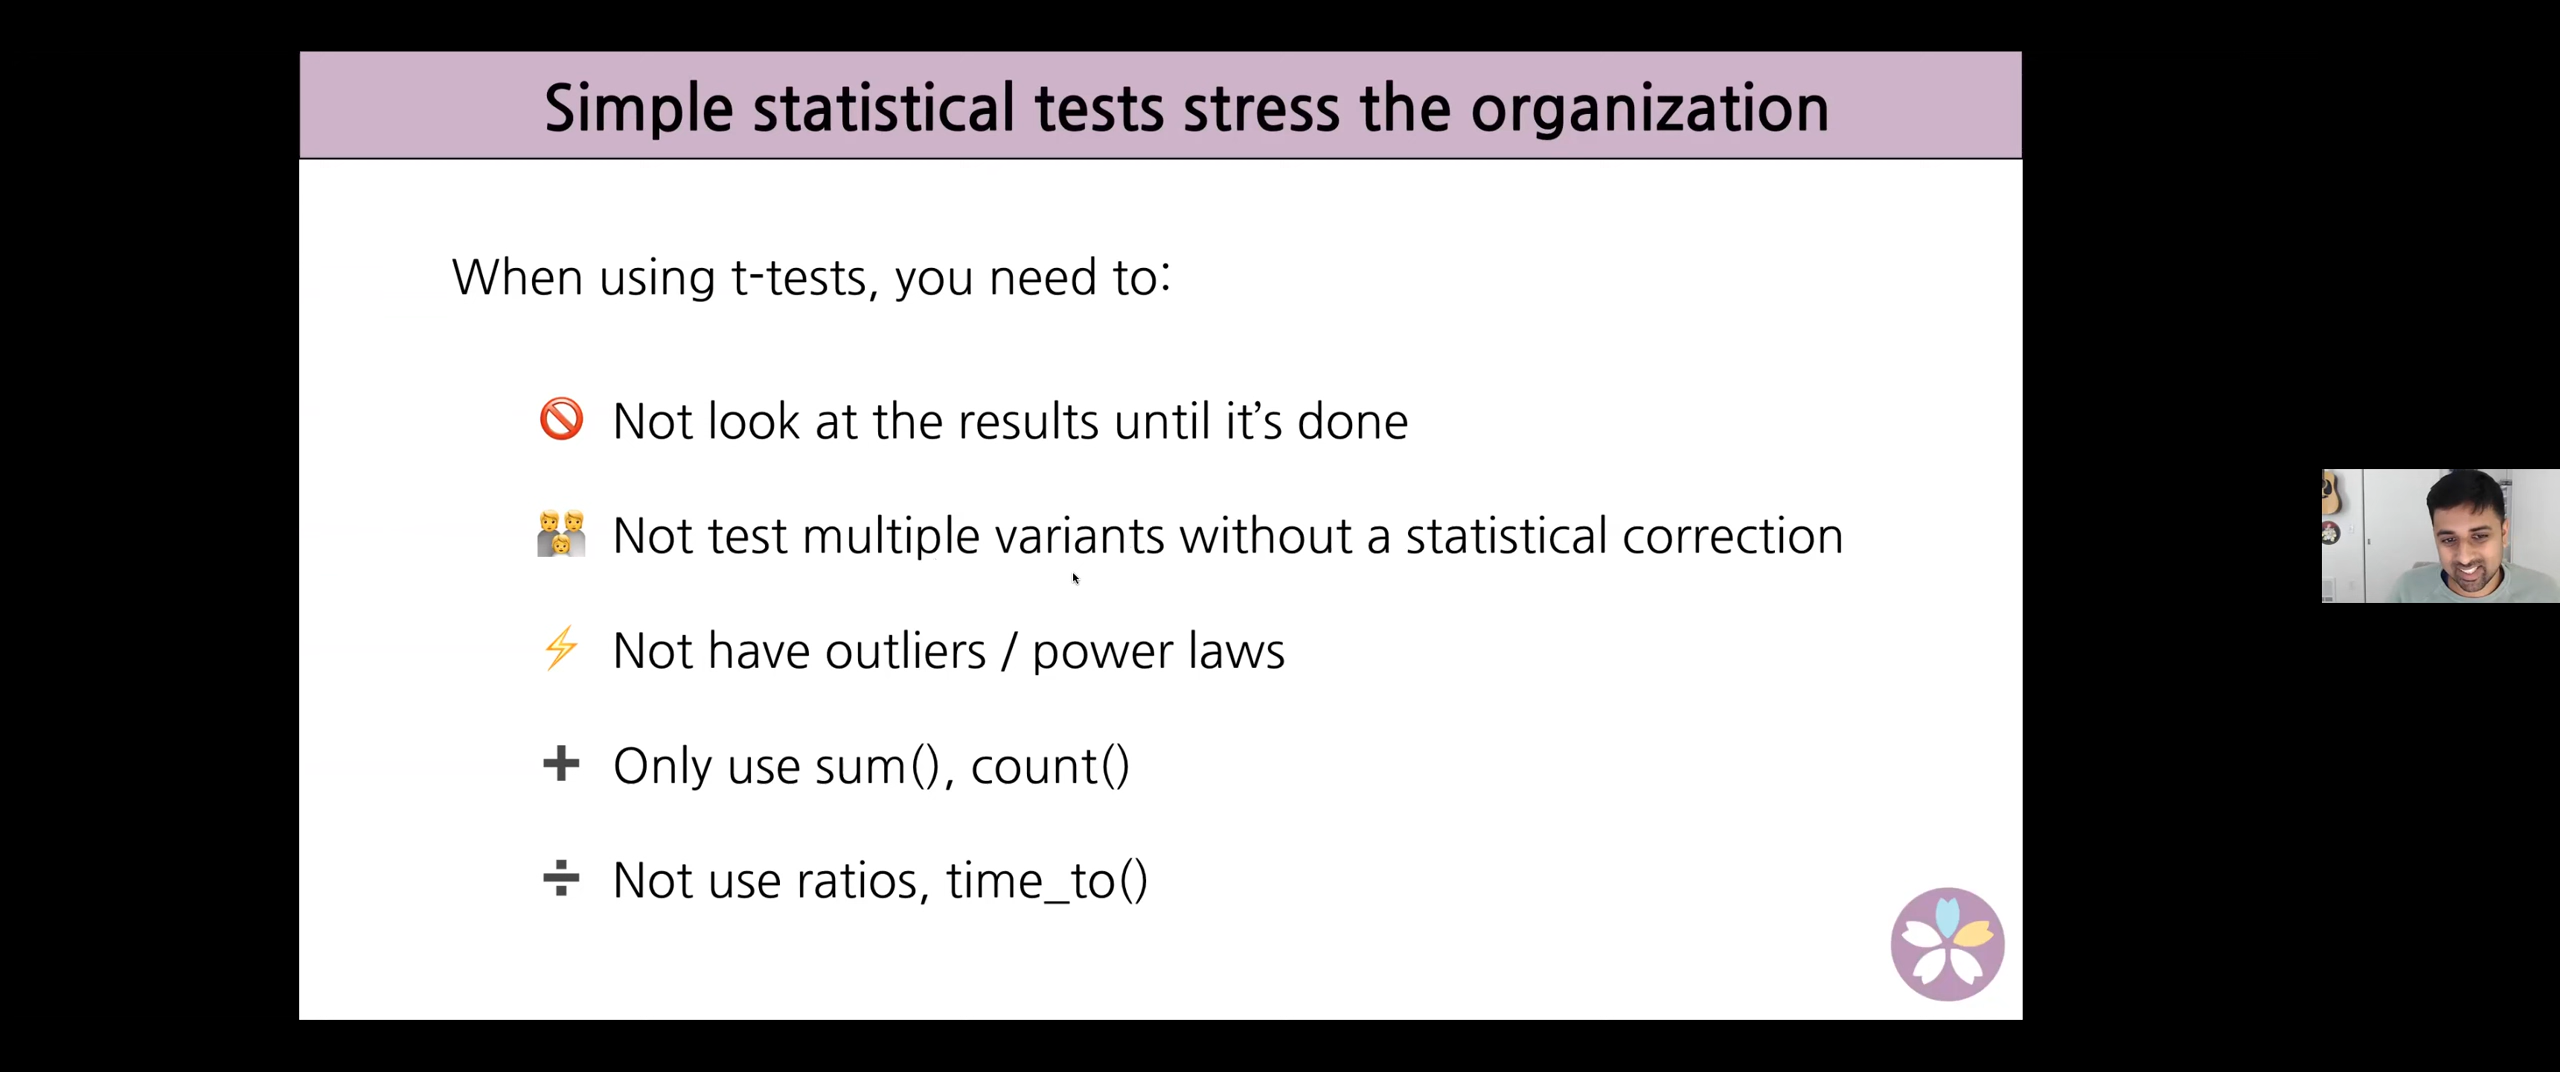 Simple statistical tests stress the organization
When using t-tests, you need to:
🚫 Not look at the results until it’s done
👨‍👩‍👧 Not test multiple variants without a statistical correction
⚡ Not have outliers / power laws
➕ Only use sum(), count()
➗ Not use ratios, time_to()